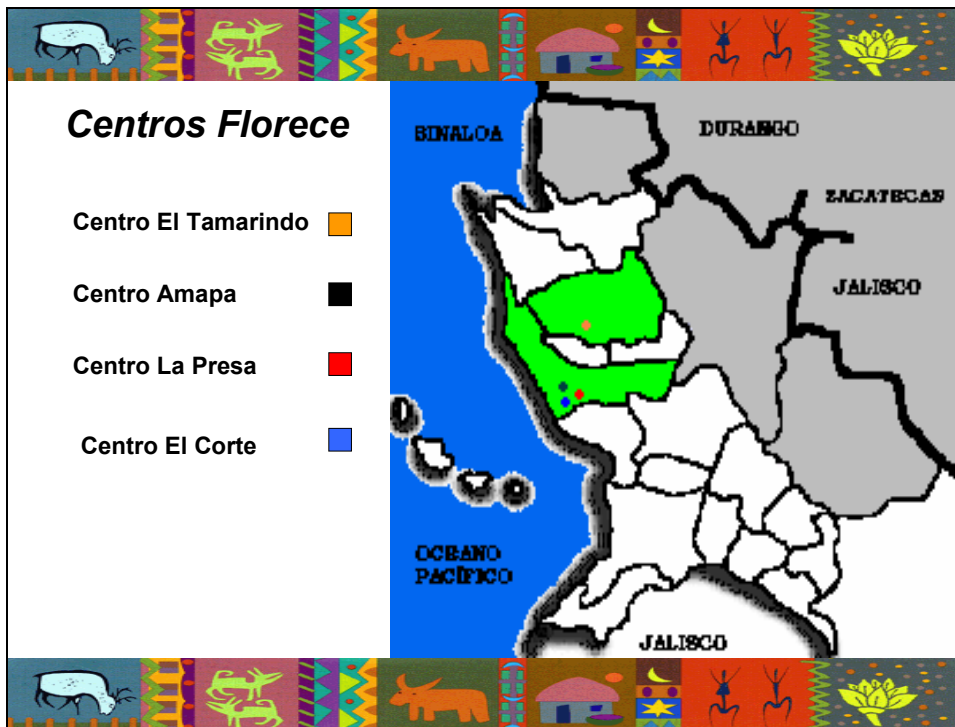 Centros Florece
Centro El Tamarindo
Centro Amapa
Centro La Presa
Centro El Corte
SINALOA
DURANGO
ZACATECAS
JALISCO
OCEANO
PACÍFICO
JALISCO